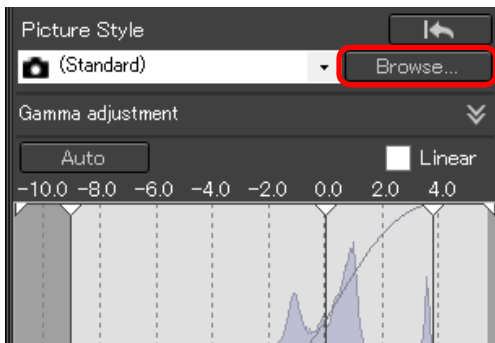 Picture Style
(Standard) Browse...
Gamma adjustment
Auto Linear
-10.0 -8.0 -6.0 -4.0 -2.0 0.0 2.0 4.0